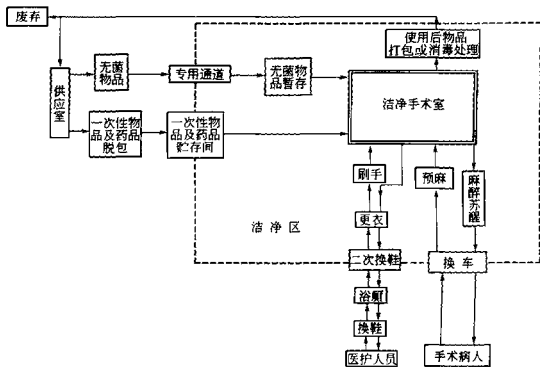 废弃
使用后物品
打包或消毒处理
无菌
物品
专用通道
无菌物
品暂存
洁净手术室
供应室
一次性物
品及药品
脱包
一次性物
品及药品
贮存间
刷手
预麻
麻醉苏醒
更衣
洁净区
二次换鞋
换车
浴厕
换鞋
医护人员
手术病人